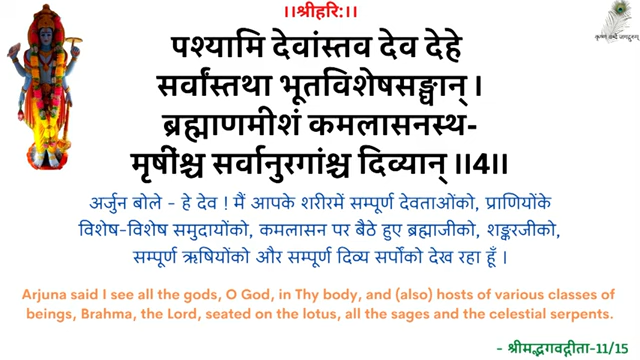 ।।श्रीहरि:।।
कृष्णं वन्दे जगद्गुरुम्
पश्यामि देवांस्तव देव देहे
सर्वांस्तथा भूतविशेषसङ्घान् ।
ब्रह्माणमीशं कमलासनस्थ-
मृषींश्च सर्वानुरगांश्च दिव्यान् ।।4।।
अर्जुन बोले - हे देव ! मैं आपके शरीरमें सम्पूर्ण देवताओंको, प्राणियोंके
विशेष-विशेष समुदायोंको, कमलासन पर बैठे हुए ब्रह्माजीको, शङ्करजीको,
सम्पूर्ण ऋषियोंको और सम्पूर्ण दिव्य सर्पोंको देख रहा हूँ ।
Arjuna said I see all the gods, O God, in Thy body, and (also) hosts of various classes of
beings, Brahma, the Lord, seated on the lotus, all the sages and the celestial serpents.
- श्रीमद्भगवद्गीता-11/15